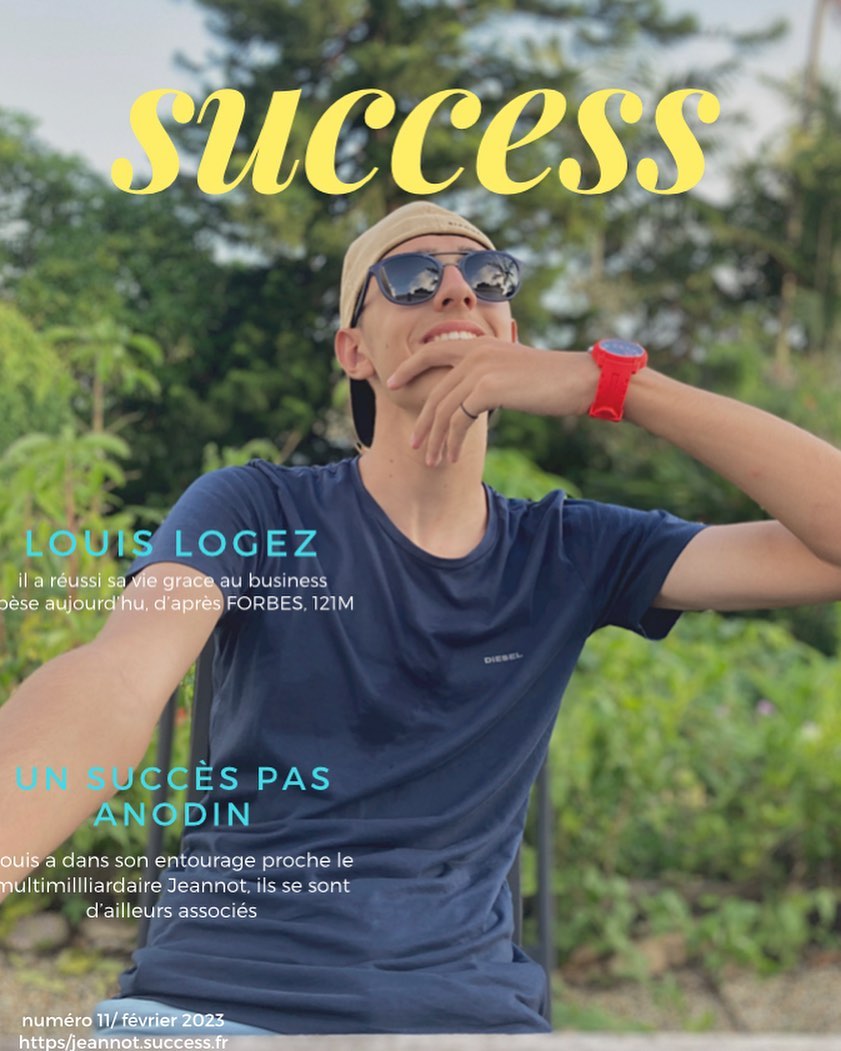 success
LOUIS LOGEZ
il a réussi sa vie grace au business
pèse aujourd'hu, d'après FORBES, 121M
DIESEL
UN SUCCÈS PAS
ANODIN
ouis a dans son entourage proche le
multimillliardaire Jeannot, ils se sont
d'ailleurs associés
numéro 11/ février 2023
https/jeannot.success.fr